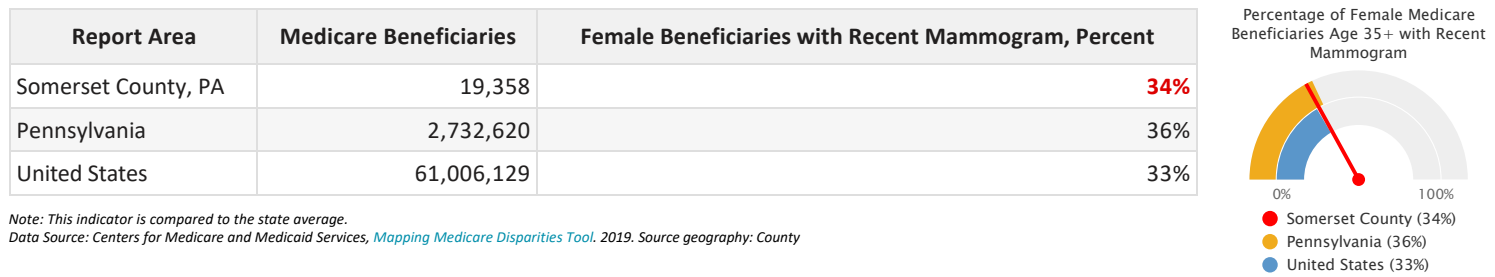 Report Area Medicare Beneficiaries Female Beneficiaries with Recent Mammogram, Percent
Somerset County, PA 19,358 34%
Pennsylvania 2,732,620 36%
United States 61,006,129 33%
Note: This indicator is compared to the state average.
Data Source: Centers for Medicare and Medicaid Services, Mapping Medicare Disparities Tool. 2019. Source geography: County
Percentage of Female Medicare
Beneficiaries Age 35+ with Recent
Mammogram
0% 100%
Somerset County (34%)
Pennsylvania (36%)
United States (33%)